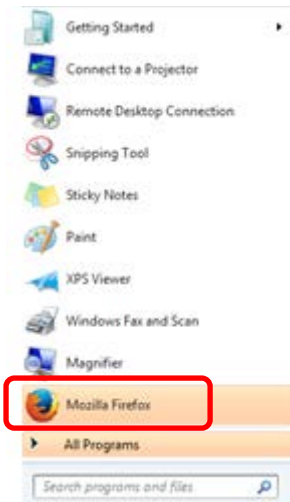 Getting Started
Connect to a Projector
Remote Desktop Connection
Snipping Tool
Sticky Notes
Paint
XPS Viewer
Windows Fax and Scan
Magnifier
Mozilla Firefox
All Programs
Search programs and files